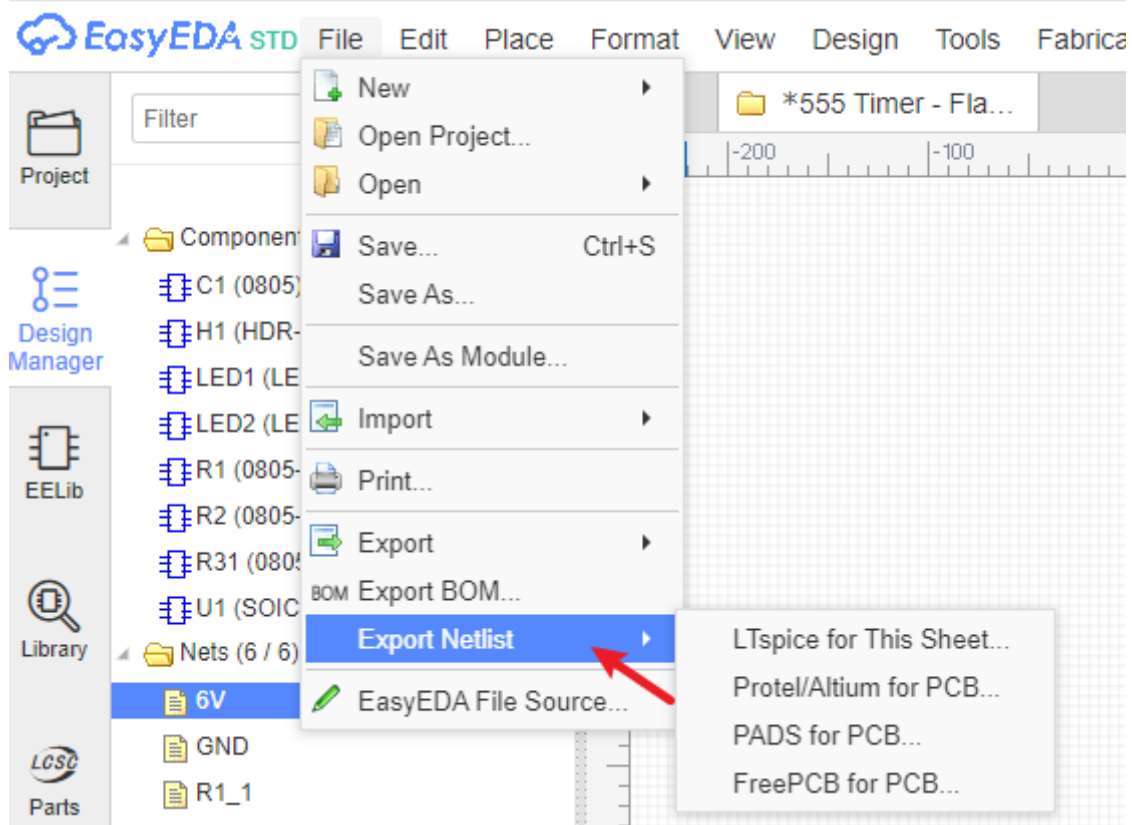 EasyEDA STD File Edit Place Format View Design Tools Fabrica
Filter
*555 Timer - Fla...
-200 -100
New
Open Project...
Open
Save... Ctrl+S
Save As...
Save As Module...
Import
Print...
Export
BOM Export BOM...
Export Netlist
EasyEDA File Source...
LTspice for This Sheet...
Protel/Altium for PCB...
PADS for PCB...
FreePCB for PCB...
Project
Design
Manager
EELib
Library
LCSC
Parts
Componen
C1 (0805)
H1 (HDR-
LED1 (LE
LED2 (LE
R1 (0805-
R2 (0805-
R31 (080
U1 (SOIC
Nets (6 / 6)
6V
GND
R1_1